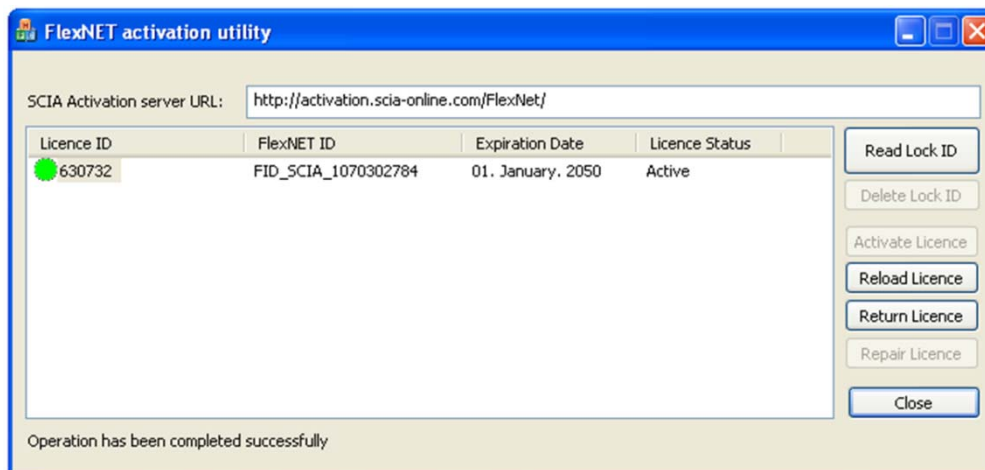 FlexNET activation utility
SCIA Activation server URL: http://activation.scia-online.com/FlexNet/
Licence ID FlexNET ID Expiration Date Licence Status
630732 FID_SCIA_1070302784 01. January. 2050 Active
Read Lock ID
Delete Lock ID
Activate Licence
Reload Licence
Return Licence
Repair Licence
Close
Operation has been completed successfully